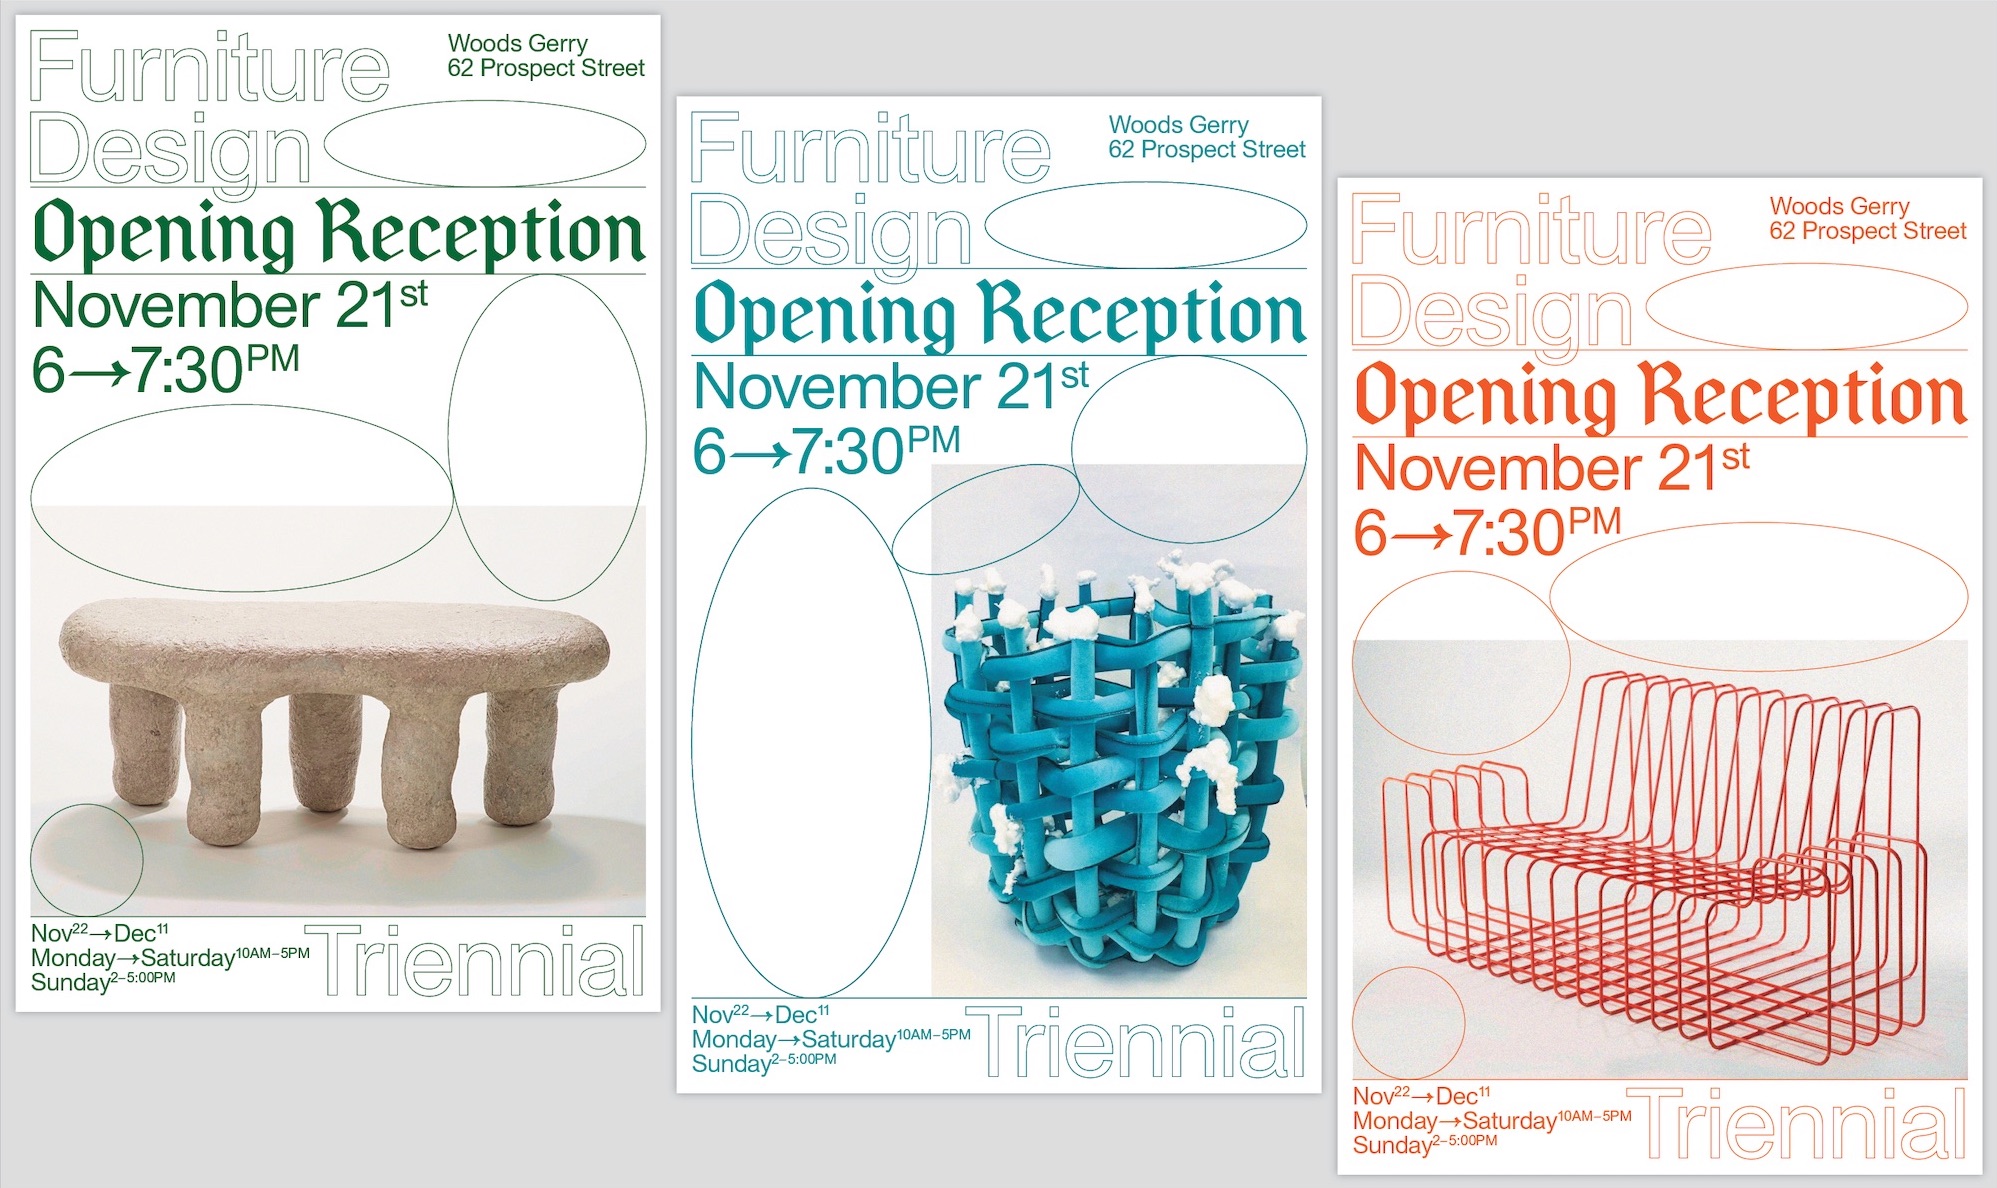 Furniture
Design
Woods Gerry
62 Prospect Street
Opening Reception
November 21st
6→7:30PM
Nov22→Dec11
Monday→Saturday10AM–5PM
Sunday2–5:00PM
Triennial
Furniture
Design
Woods Gerry
62 Prospect Street
Opening Reception
November 21st
6→7:30PM
Nov22→Dec11
Monday→Saturday10AM–5PM
Sunday2–5:00PM
Triennial
Furniture
Design
Woods Gerry
62 Prospect Street
Opening Reception
November 21st
6→7:30PM
Nov22→Dec11
Monday→Saturday10AM–5PM
Sunday2–5:00PM
Triennial